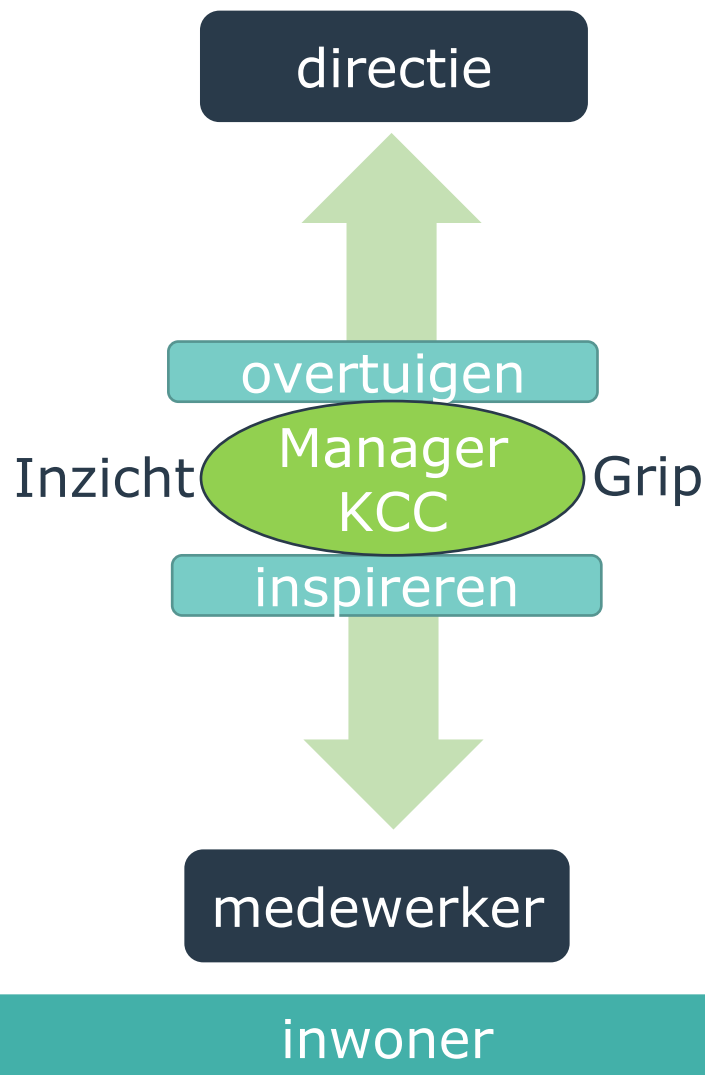 directie
overtuigen
Manager
KCC
Inzicht
Grip
inspireren
medewerker
inwoner